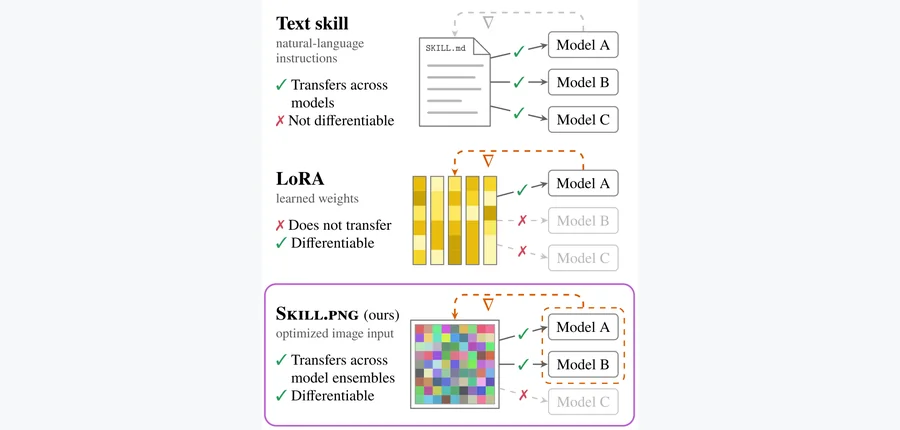 Text skill
natural-language
instructions
✓ Transfers across
models
✗ Not differentiable
SKILL.md
∇
✓
✓
✓
Model A
Model B
Model C
LoRA
learned weights
✗ Does not transfer
✓ Differentiable
∇
✓
✗
✗
Model A
Model B
Model C
SKILL.PNG (ours)
optimized image input
✓ Transfers across
model ensembles
✓ Differentiable
∇
✓
✓
✗
Model A
Model B
Model C